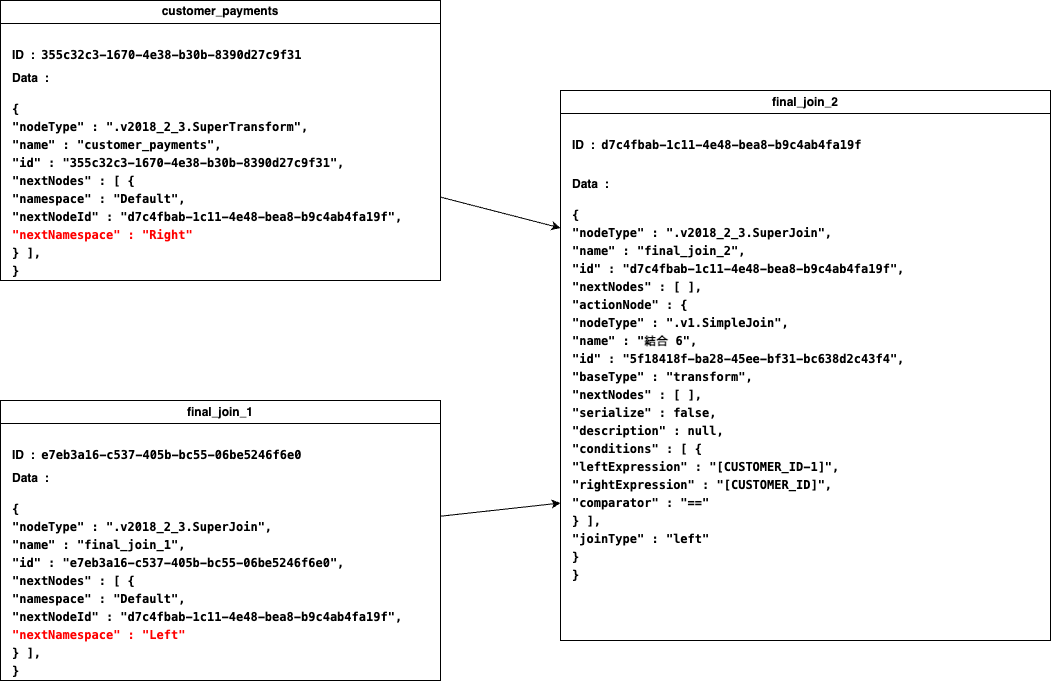 customer_payments
ID : 355c32c3-1670-4e38-b30b-8390d27c9f31
Data :
{
"nodeType" : ".v2018_2_3.SuperTransform",
"name" : "customer_payments",
"id" : "355c32c3-1670-4e38-b30b-8390d27c9f31",
"nextNodes" : [ {
"namespace" : "Default",
"nextNodeId" : "d7c4fbab-1c11-4e48-bea8-b9c4ab4fa19f",
"nextNamespace" : "Right"
} ],
}
final_join_1
ID : e7eb3a16-c537-405b-bc55-06be5246f6e0
Data :
{
"nodeType" : ".v2018_2_3.SuperJoin",
"name" : "final_join_1",
"id" : "e7eb3a16-c537-405b-bc55-06be5246f6e0",
"nextNodes" : [ {
"namespace" : "Default",
"nextNodeId" : "d7c4fbab-1c11-4e48-bea8-b9c4ab4fa19f",
"nextNamespace" : "Left"
} ],
}
final_join_2
ID : d7c4fbab-1c11-4e48-bea8-b9c4ab4fa19f
Data :
{
"nodeType" : ".v2018_2_3.SuperJoin",
"name" : "final_join_2",
"id" : "d7c4fbab-1c11-4e48-bea8-b9c4ab4fa19f",
"nextNodes" : [ ],
"actionNode" : {
"nodeType" : ".v1.SimpleJoin",
"name" : "結合 6",
"id" : "5f18418f-ba28-45ee-bf31-bc638d2c43f4",
"baseType" : "transform",
"nextNodes" : [ ],
"serialize" : false,
"description" : null,
"conditions" : [ {
"leftExpression" : "[CUSTOMER_ID-1]",
"rightExpression" : "[CUSTOMER_ID]",
"comparator" : "=="
} ],
"joinType" : "left"
}
}